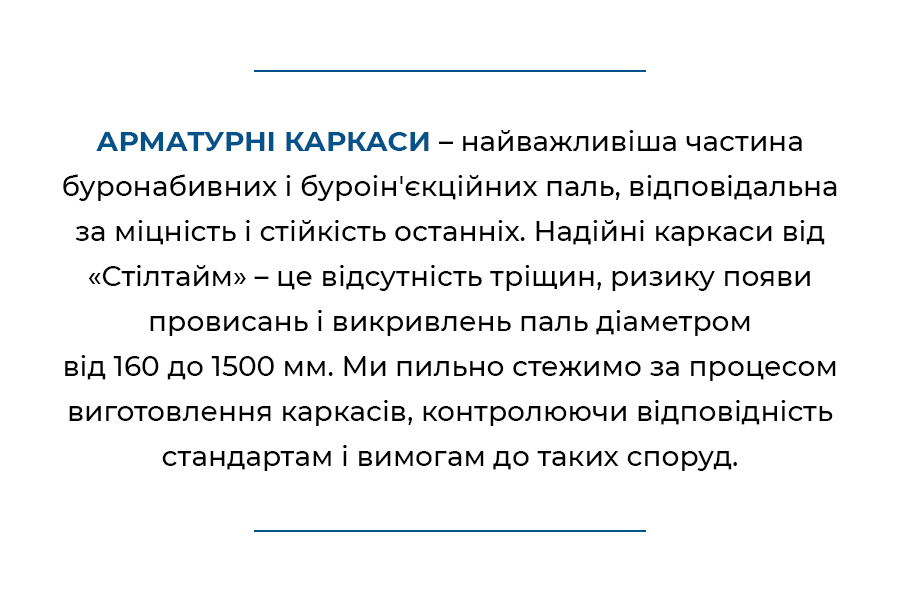 АРМАТУРНІ КАРКАСИ – найважливіша частина
буронабивних і буроін'єкційних паль, відповідальна
за міцність і стійкість останніх. Надійні каркаси від
«Стілтайм» – це відсутність тріщин, ризику появи
провисань і викривлень паль діаметром
від 160 до 1500 мм. Ми пильно стежимо за процесом
виготовлення каркасів, контролюючи відповідність
стандартам і вимогам до таких споруд.